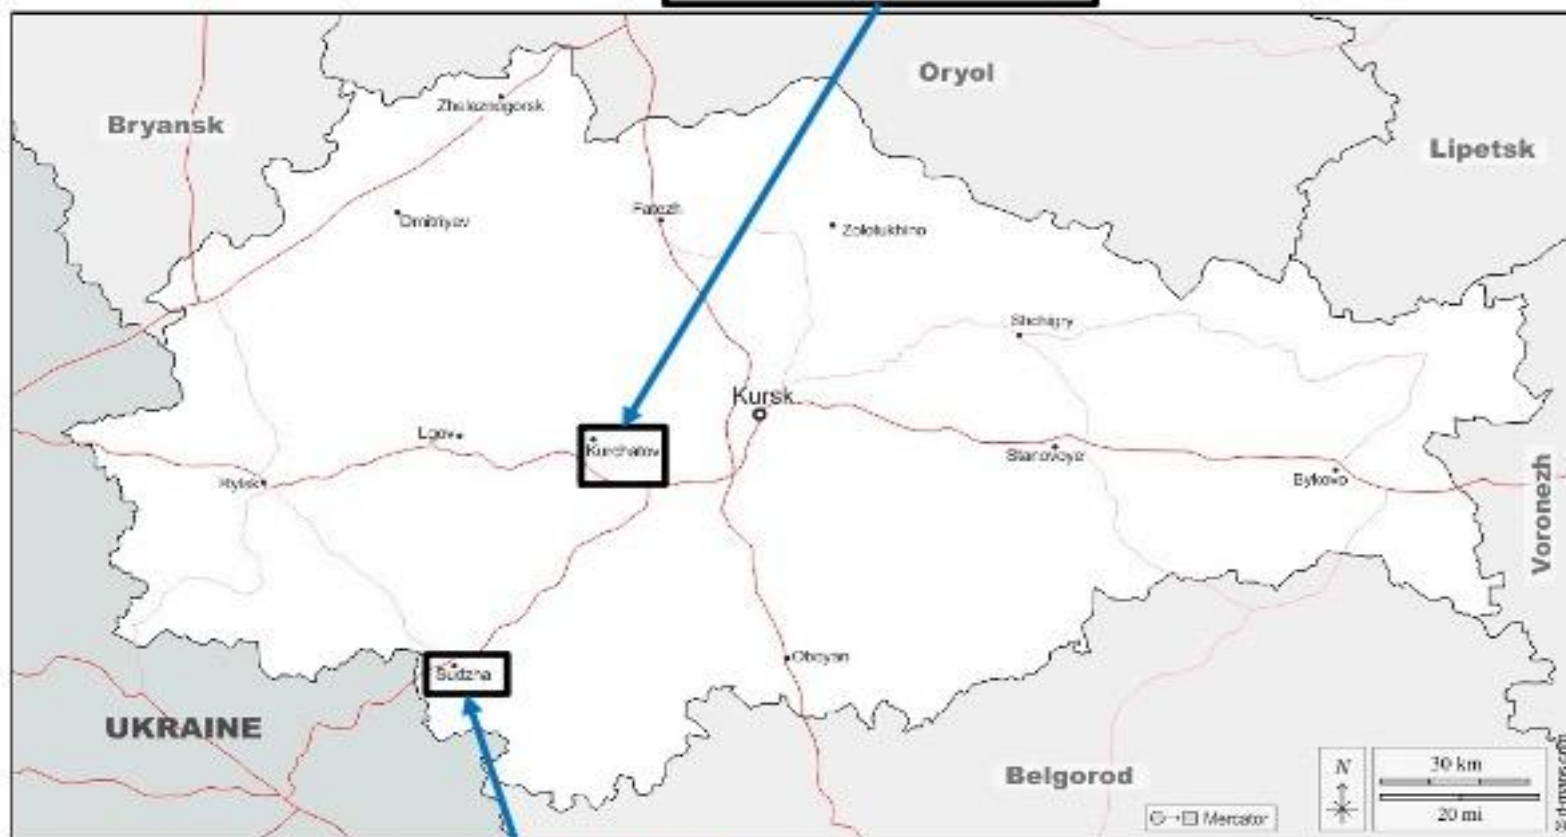 Oryol
Bryansk
Zheleznogorsk
Lipetsk
Dmitriyev
Fatezh
Zolotukhino
Shchigry
Kursk
Lgov
Kurchatov
Stanovoye
Rylsk
Bykovo
Voronezh
Oboyan
Sudzha
UKRAINE
Belgorod
N
30 km
20 mi
Mercator